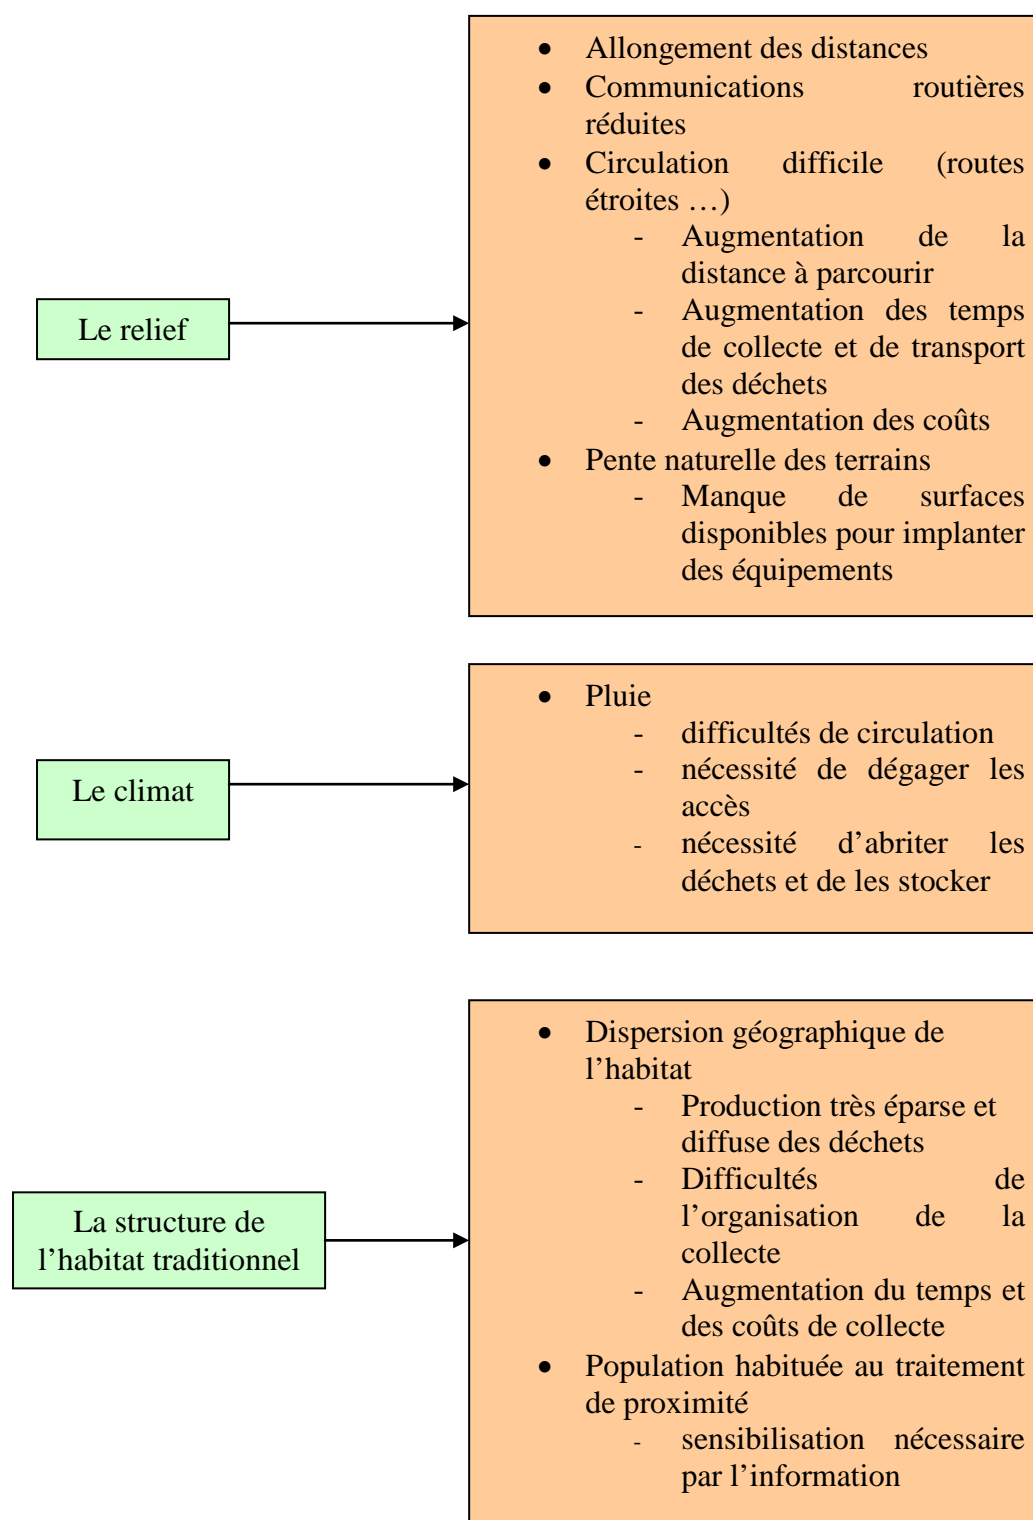 Le relief
• Allongement des distances
• Communications routières
réduites
• Circulation difficile (routes
étroites …)
- Augmentation de la
distance à parcourir
- Augmentation des temps
de collecte et de transport
des déchets
- Augmentation des coûts
• Pente naturelle des terrains
- Manque de surfaces
disponibles pour implanter
des équipements
Le climat
• Pluie
- difficultés de circulation
- nécessité de dégager les
accès
- nécessité d’abriter les
déchets et de les stocker
La structure de
l’habitat traditionnel
• Dispersion géographique de
l’habitat
- Production très éparse et
diffuse des déchets
- Difficultés de
l’organisation de la
collecte
- Augmentation du temps et
des coûts de collecte
• Population habituée au traitement
de proximité
- sensibilisation nécessaire
par l’information